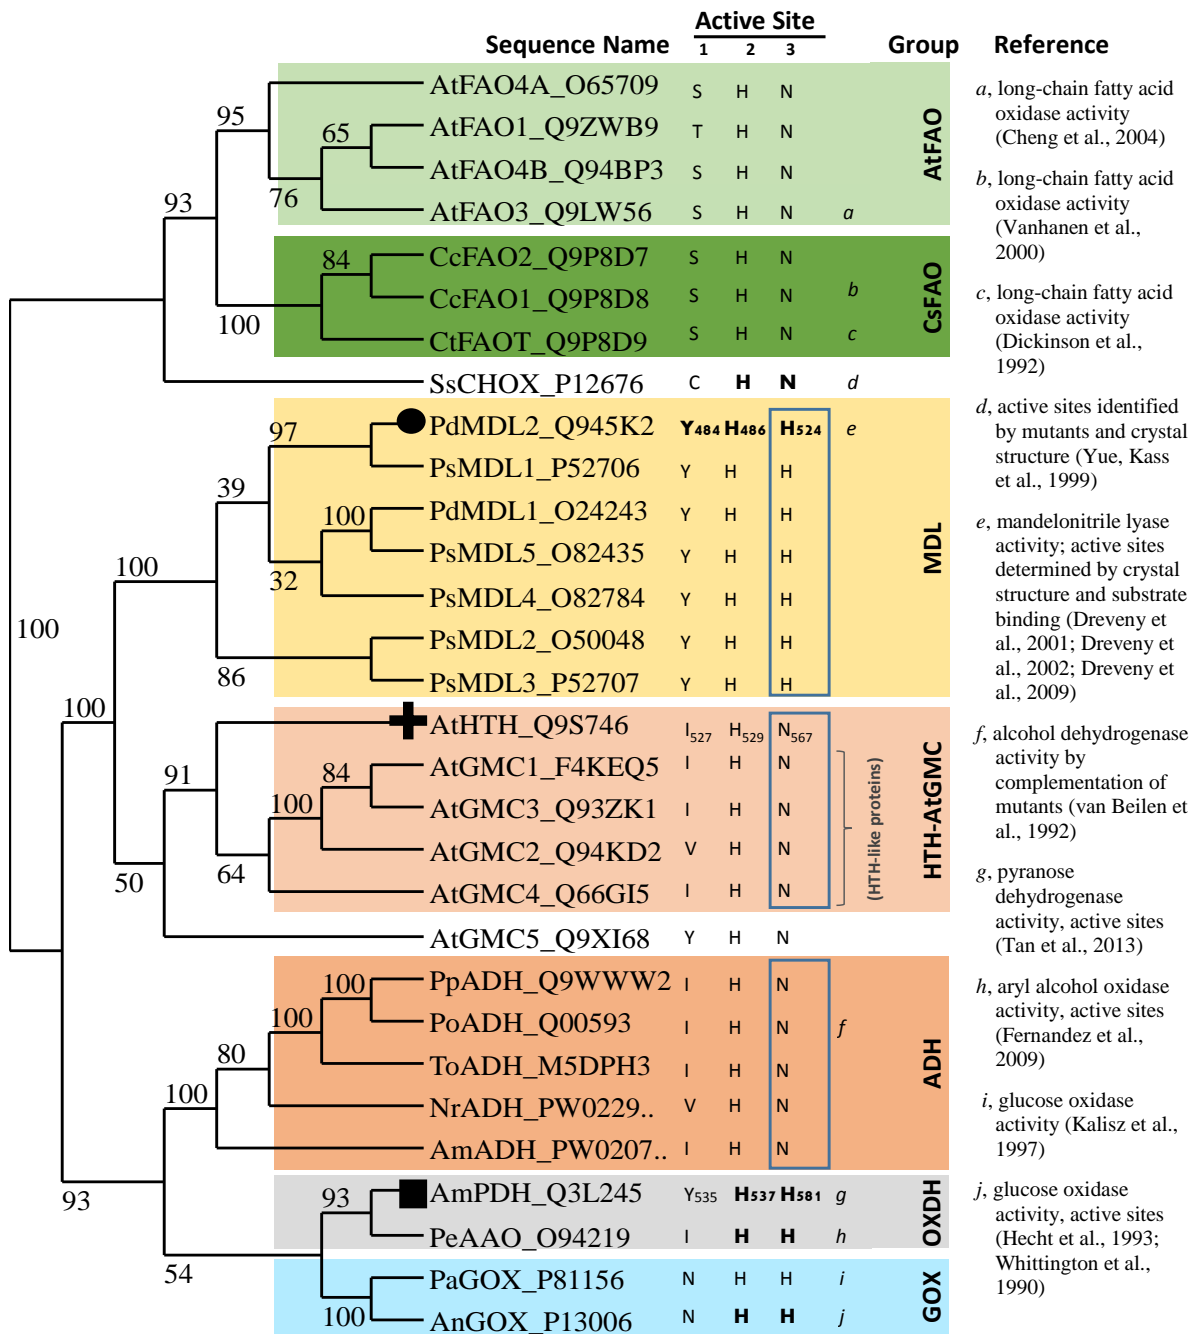 Active Site
Sequence Name 1 2 3 Group Reference
AtFAO4A_O65709 S H N
AtFAO1_Q9ZWB9 T H N
AtFAO4B_Q94BP3 S H N
AtFAO3_Q9LW56 S H N a
AtFAO
CcFAO2_Q9P8D7 S H N
CcFAO1_Q9P8D8 S H N b
CtFAOT_Q9P8D9 S H N c
CsFAO
SsCHOX_P12676 C H N d
PdMDL2_Q945K2 Y484 H486 H524 e
PsMDL1_P52706 Y H H
PdMDL1_O24243 Y H H
PsMDL5_O82435 Y H H
PsMDL4_O82784 Y H H
PsMDL2_O50048 Y H H
PsMDL3_P52707 Y H H
MDL
AtHTH_Q9S746 I527 H529 N567
AtGMC1_F4KEQ5 I H N
AtGMC3_Q93ZK1 I H N
AtGMC2_Q94KD2 V H N
AtGMC4_Q66GI5 I H N
(HTH-like proteins)
HTH-AtGMC
AtGMC5_Q9XI68 Y H N
PpADH_Q9WWW2 I H N
PoADH_Q00593 I H N f
ToADH_M5DPH3 I H N
NrADH_PW0229.. V H N
AmADH_PW0207.. I H N
ADH
AmPDH_Q3L245 Y535 H537 H581 g
PeAAO_O94219 I H H h
OXDH
PaGOX_P81156 N H H i
AnGOX_P13006 N H H j
GOX
95
65
76
93
84
100
97
39
100
32
100
86
100
100
91
84
100
64
50
100
100
80
100
93
93
54
100
a, long-chain fatty acid
oxidase activity
(Cheng et al., 2004)
b, long-chain fatty acid
oxidase activity
(Vanhanen et al.,
2000)
c, long-chain fatty acid
oxidase activity
(Dickinson et al.,
1992)
d, active sites identified
by mutants and crystal
structure (Yue, Kass
et al., 1999)
e, mandelonitrile lyase
activity; active sites
determined by crystal
structure and substrate
binding (Dreveny et
al., 2001; Dreveny et
al., 2002; Dreveny et
al., 2009)
f, alcohol dehydrogenase
activity by
complementation of
mutants (van Beilen et
al., 1992)
g, pyranose
dehydrogenase
activity, active sites
(Tan et al., 2013)
h, aryl alcohol oxidase
activity, active sites
(Fernandez et al.,
2009)
i, glucose oxidase
activity (Kalisz et al.,
1997)
j, glucose oxidase
activity, active sites
(Hecht et al., 1993;
Whittington et al.,
1990)